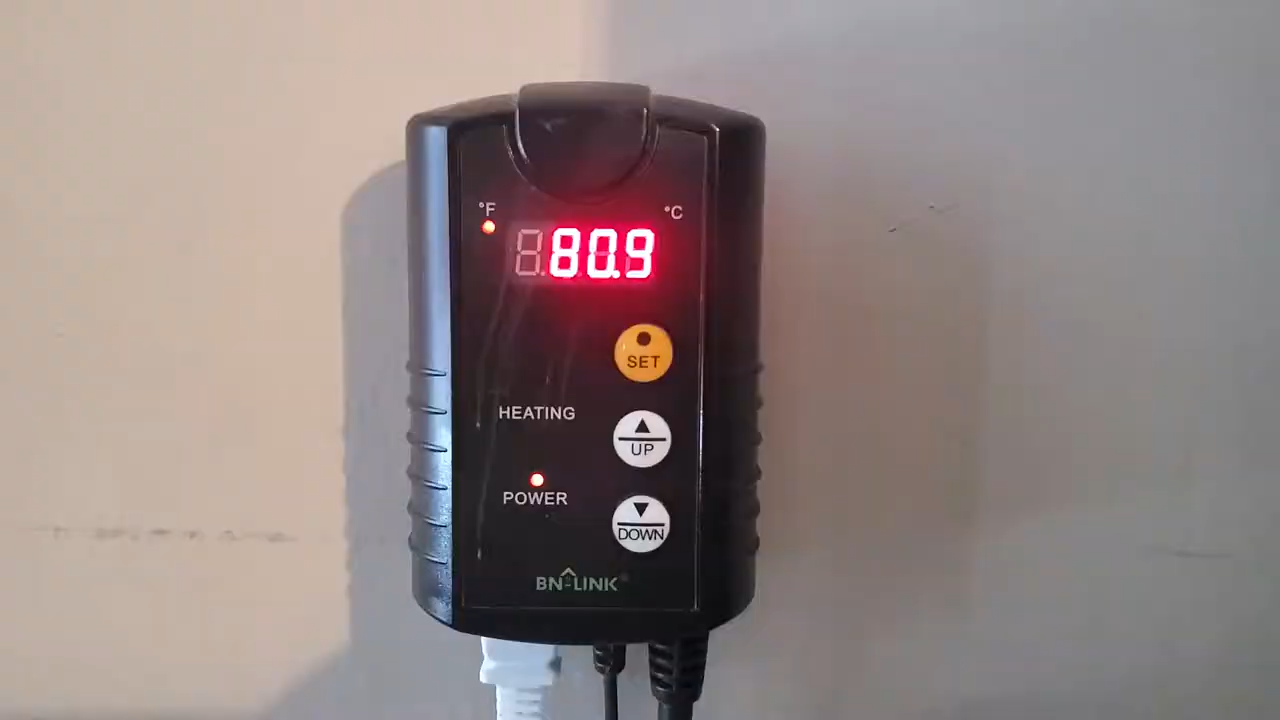 °F °C
80.9
SET
HEATING
UP
POWER
DOWN
BN-LINK